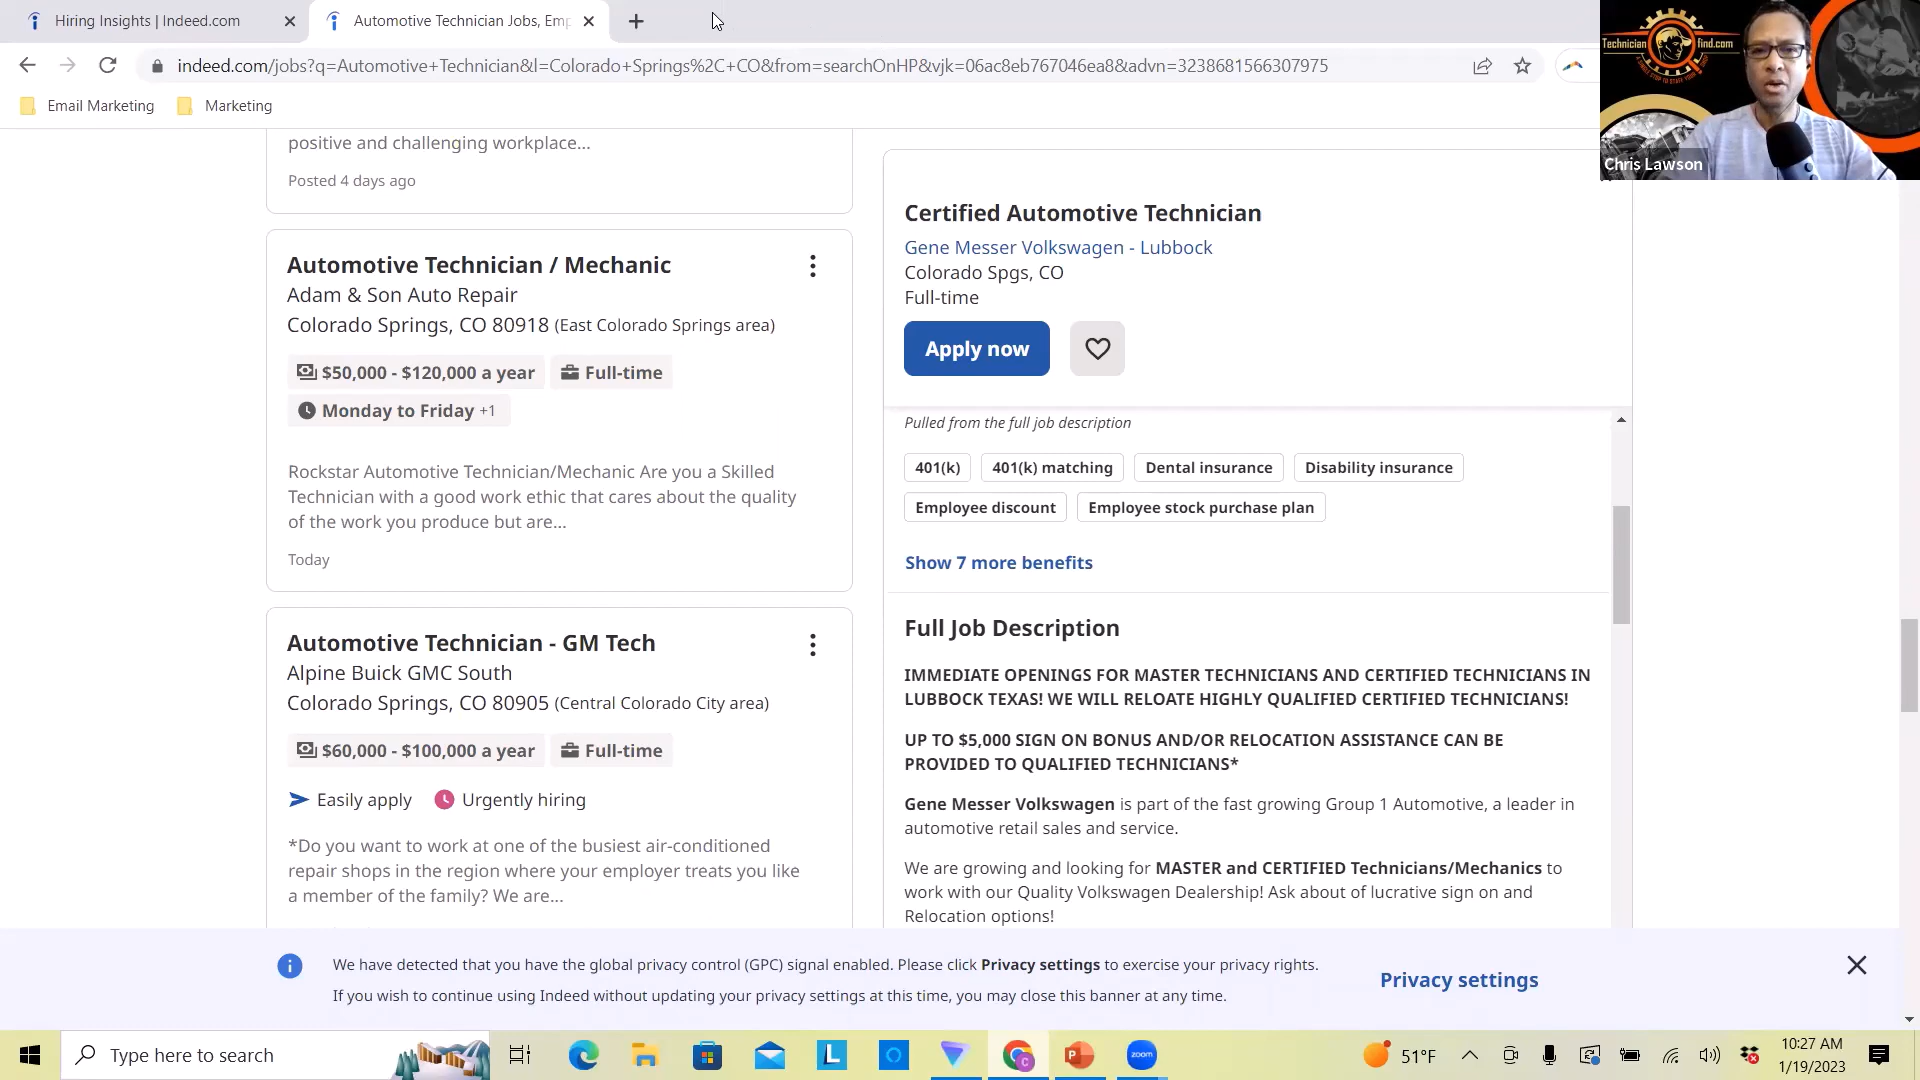 Hiring Insights | Indeed.com
Automotive Technician Jobs, Emp
indeed.com/jobs?q=Automotive+Technician&l=Colorado+Springs%2C+CO&from=searchOnHP&vjk=06ac8eb767046ea8&advn=3238681566307975
Email Marketing
Marketing
Technician
find.com
Chris Lawson
positive and challenging workplace...
Posted 4 days ago
Automotive Technician / Mechanic
Adam & Son Auto Repair
Colorado Springs, CO 80918 (East Colorado Springs area)
$50,000 - $120,000 a year
Full-time
Monday to Friday +1
Rockstar Automotive Technician/Mechanic Are you a Skilled
Technician with a good work ethic that cares about the quality
of the work you produce but are...
Today
Automotive Technician - GM Tech
Alpine Buick GMC South
Colorado Springs, CO 80905 (Central Colorado City area)
$60,000 - $100,000 a year
Full-time
Easily apply
Urgently hiring
*Do you want to work at one of the busiest air-conditioned
repair shops in the region where your employer treats you like
a member of the family? We are...
Certified Automotive Technician
Gene Messer Volkswagen - Lubbock
Colorado Spgs, CO
Full-time
Apply now
Pulled from the full job description
401(k)
401(k) matching
Dental insurance
Disability insurance
Employee discount
Employee stock purchase plan
Show 7 more benefits
Full Job Description
IMMEDIATE OPENINGS FOR MASTER TECHNICIANS AND CERTIFIED TECHNICIANS IN
LUBBOCK TEXAS! WE WILL RELOATE HIGHLY QUALIFIED CERTIFIED TECHNICIANS!
UP TO $5,000 SIGN ON BONUS AND/OR RELOCATION ASSISTANCE CAN BE
PROVIDED TO QUALIFIED TECHNICIANS*
Gene Messer Volkswagen is part of the fast growing Group 1 Automotive, a leader in
automotive retail sales and service.
We are growing and looking for MASTER and CERTIFIED Technicians/Mechanics to
work with our Quality Volkswagen Dealership! Ask about of lucrative sign on and
Relocation options!
We have detected that you have the global privacy control (GPC) signal enabled. Please click Privacy settings to exercise your privacy rights.
If you wish to continue using Indeed without updating your privacy settings at this time, you may close this banner at any time.
Privacy settings
Type here to search
L
zoom
51°F
10:27 AM
1/19/2023